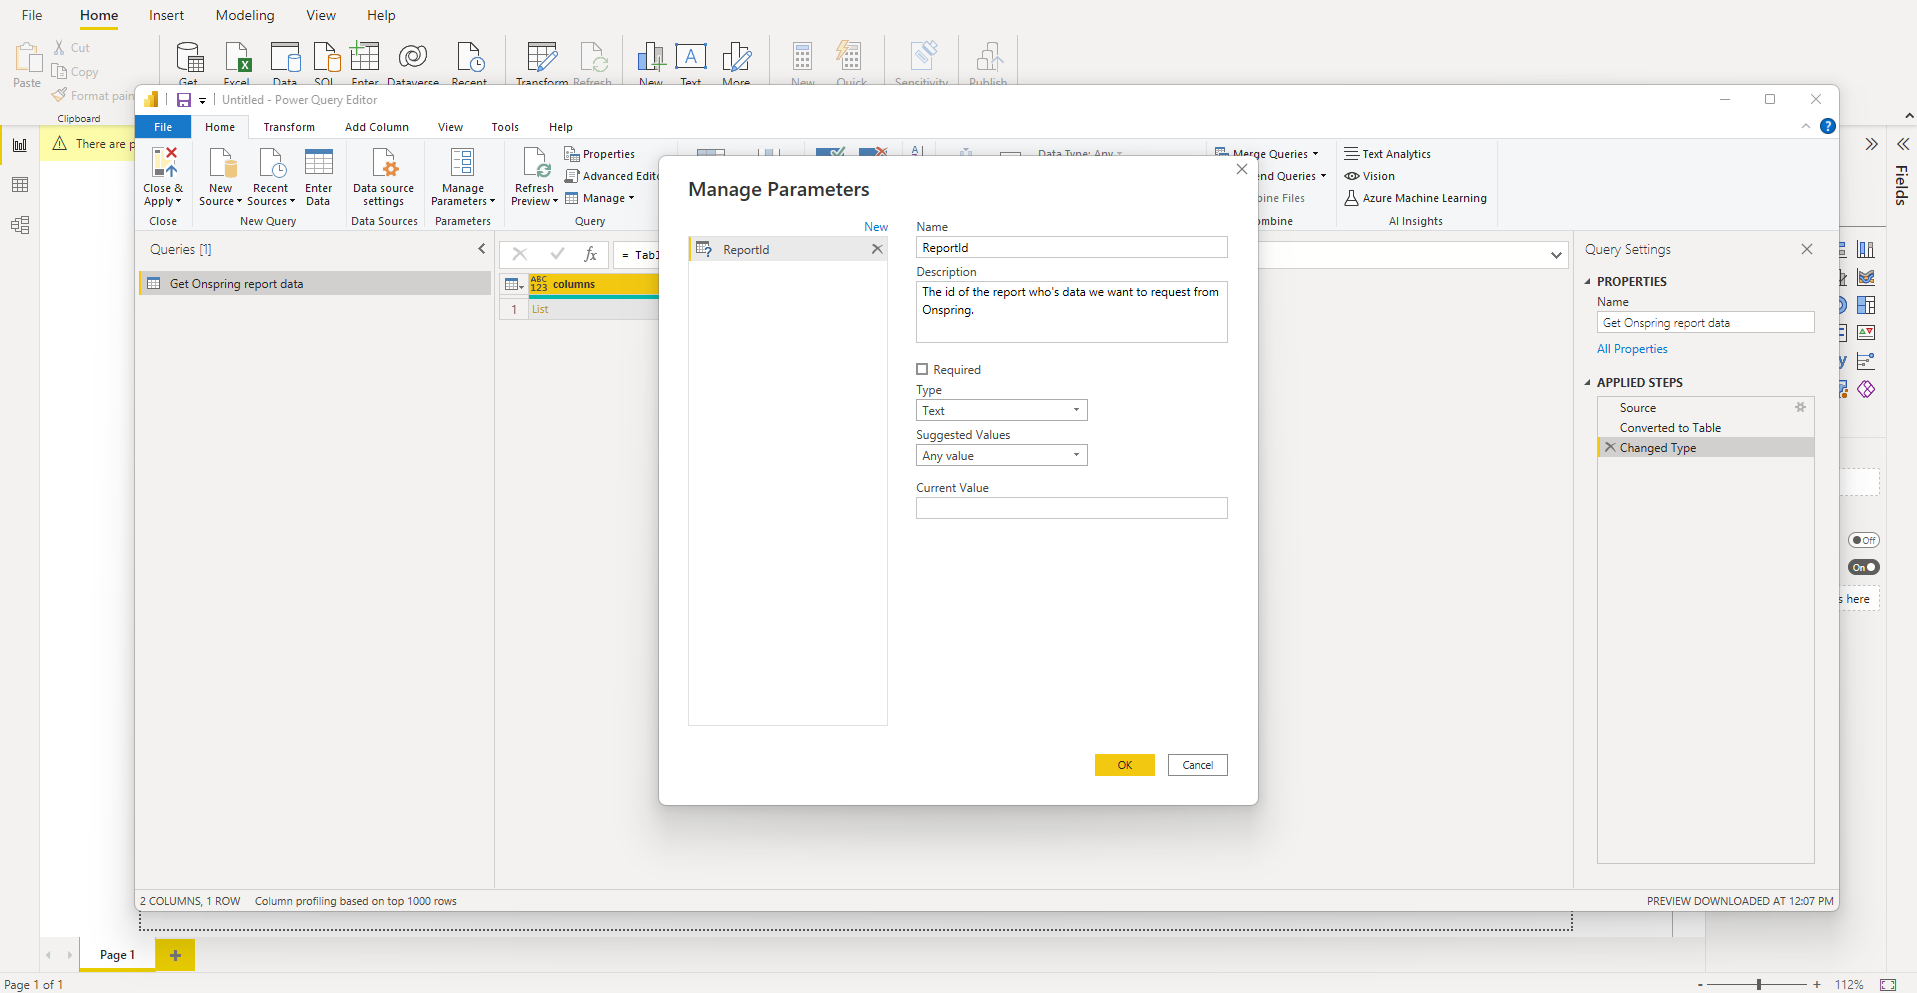 File Home Insert Modeling View Help
Cut
Copy
Format pain
Paste
Clipboard
Get Excel Data SQL Enter Dataverse Recent Transform Refresh New Text More New Quick Sensitivity Publish
There are p
Untitled - Power Query Editor
File Home Transform Add Column View Tools Help
Close & Apply
Close
New Source
Recent Sources
Enter Data
New Query
Data source settings
Data Sources
Manage Parameters
Parameters
Refresh Preview
Properties
Advanced Edito
Manage
Query
Data Type: Any
Merge Queries
end Queries
bine Files
ombine
Text Analytics
Vision
Azure Machine Learning
AI Insights
Queries [1]
Get Onspring report data
fx
= Tabl
ABC
123 columns
1 List
Manage Parameters
New
ReportId
Name
ReportId
Description
The id of the report who's data we want to request from
Onspring.
Required
Type
Text
Suggested Values
Any value
Current Value
OK Cancel
Query Settings
PROPERTIES
Name
Get Onspring report data
All Properties
APPLIED STEPS
Source
Converted to Table
Changed Type
Fields
Off
On
s here
2 COLUMNS, 1 ROW Column profiling based on top 1000 rows
PREVIEW DOWNLOADED AT 12:07 PM
Page 1
Page 1 of 1
- + 112%